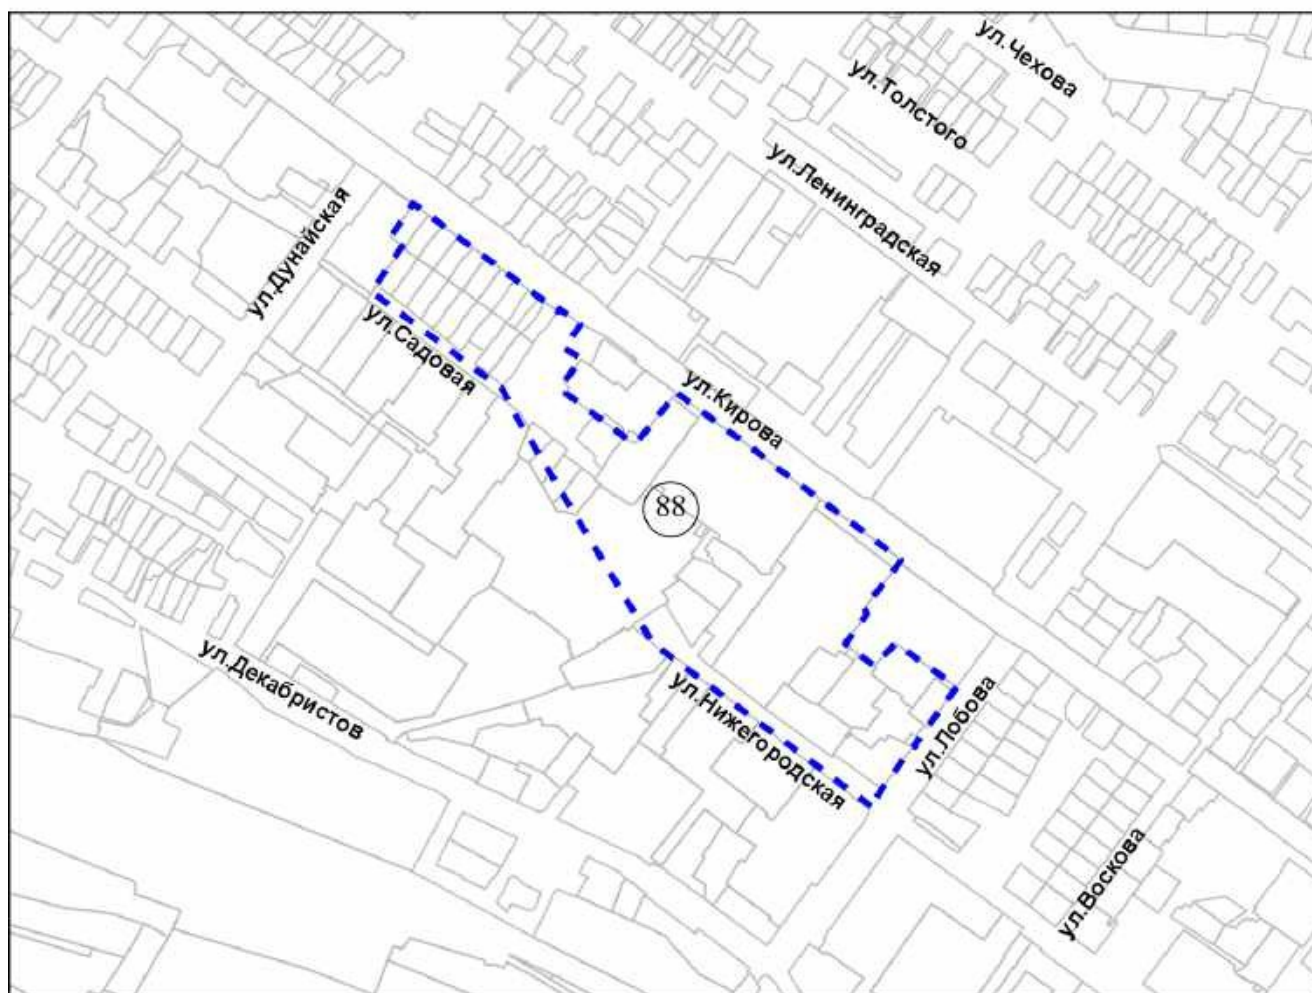 ул.Чехова
ул.Толстого
ул.Ленинградская
ул.Дунайская
ул.Садовая
ул.Кирова
88
ул.Декабристов
ул.Нижегородская
ул.Лобова
ул.Воскова